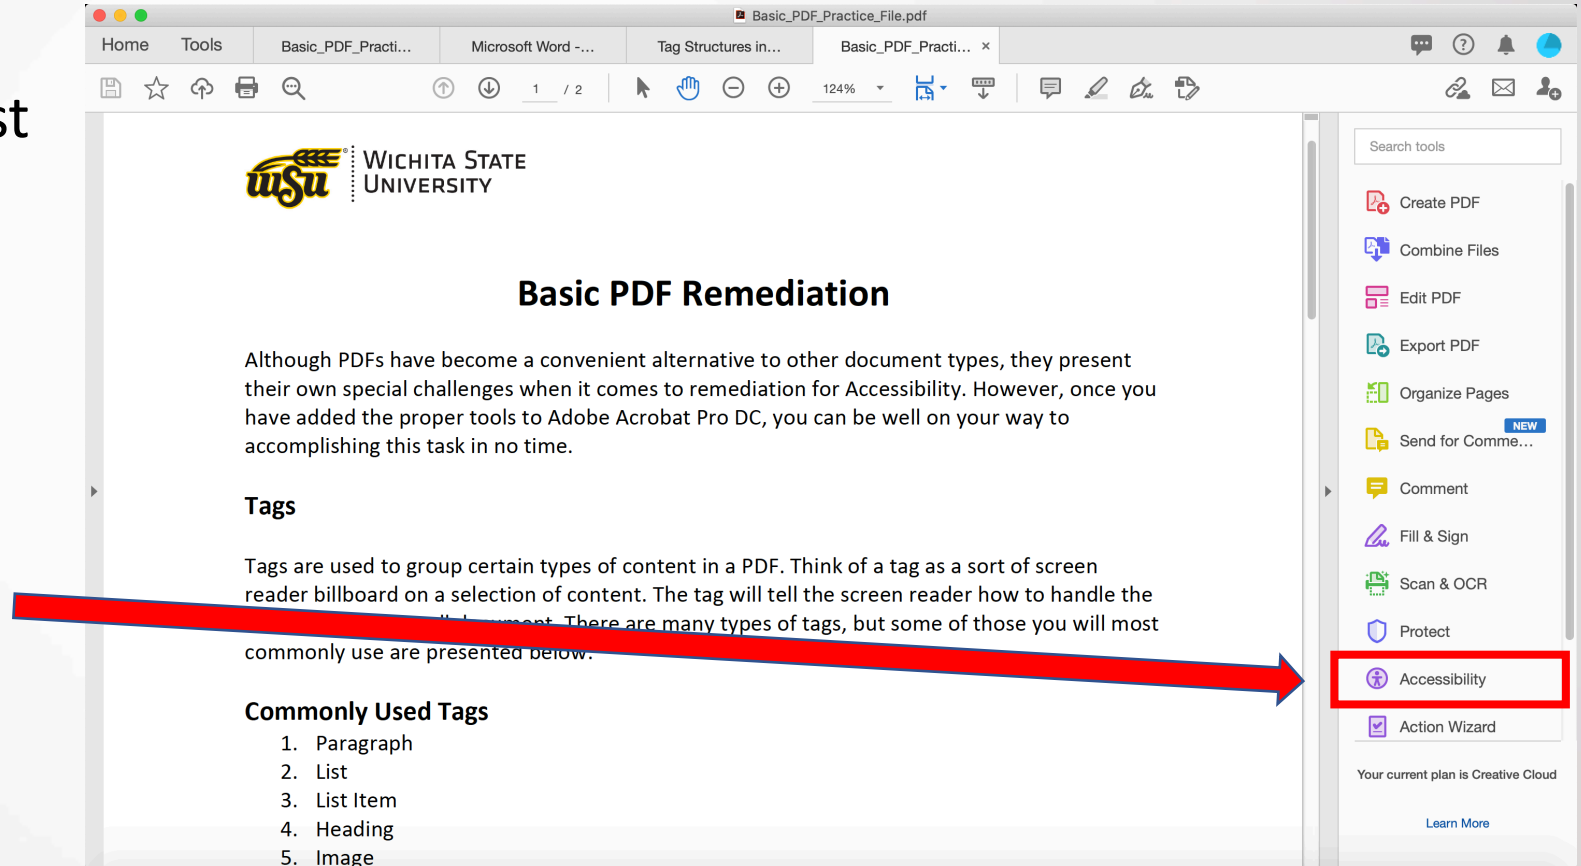 st
Basic_PDF_Practice_File.pdf
Home Tools Basic_PDF_Practi... Microsoft Word -... Tag Structures in... Basic_PDF_Practi... ×
1 / 2 124%
WSU WICHITA STATE
UNIVERSITY
Basic PDF Remediation
Although PDFs have become a convenient alternative to other document types, they present
their own special challenges when it comes to remediation for Accessibility. However, once you
have added the proper tools to Adobe Acrobat Pro DC, you can be well on your way to
accomplishing this task in no time.
Tags
Tags are used to group certain types of content in a PDF. Think of a tag as a sort of screen
reader billboard on a selection of content. The tag will tell the screen reader how to handle the
document. There are many types of tags, but some of those you will most
commonly use are presented below.
Commonly Used Tags
1. Paragraph
2. List
3. List Item
4. Heading
5. Image
Search tools
Create PDF
Combine Files
Edit PDF
Export PDF
Organize Pages
NEW
Send for Comme...
Comment
Fill & Sign
Scan & OCR
Protect
Accessibility
Action Wizard
Your current plan is Creative Cloud
Learn More